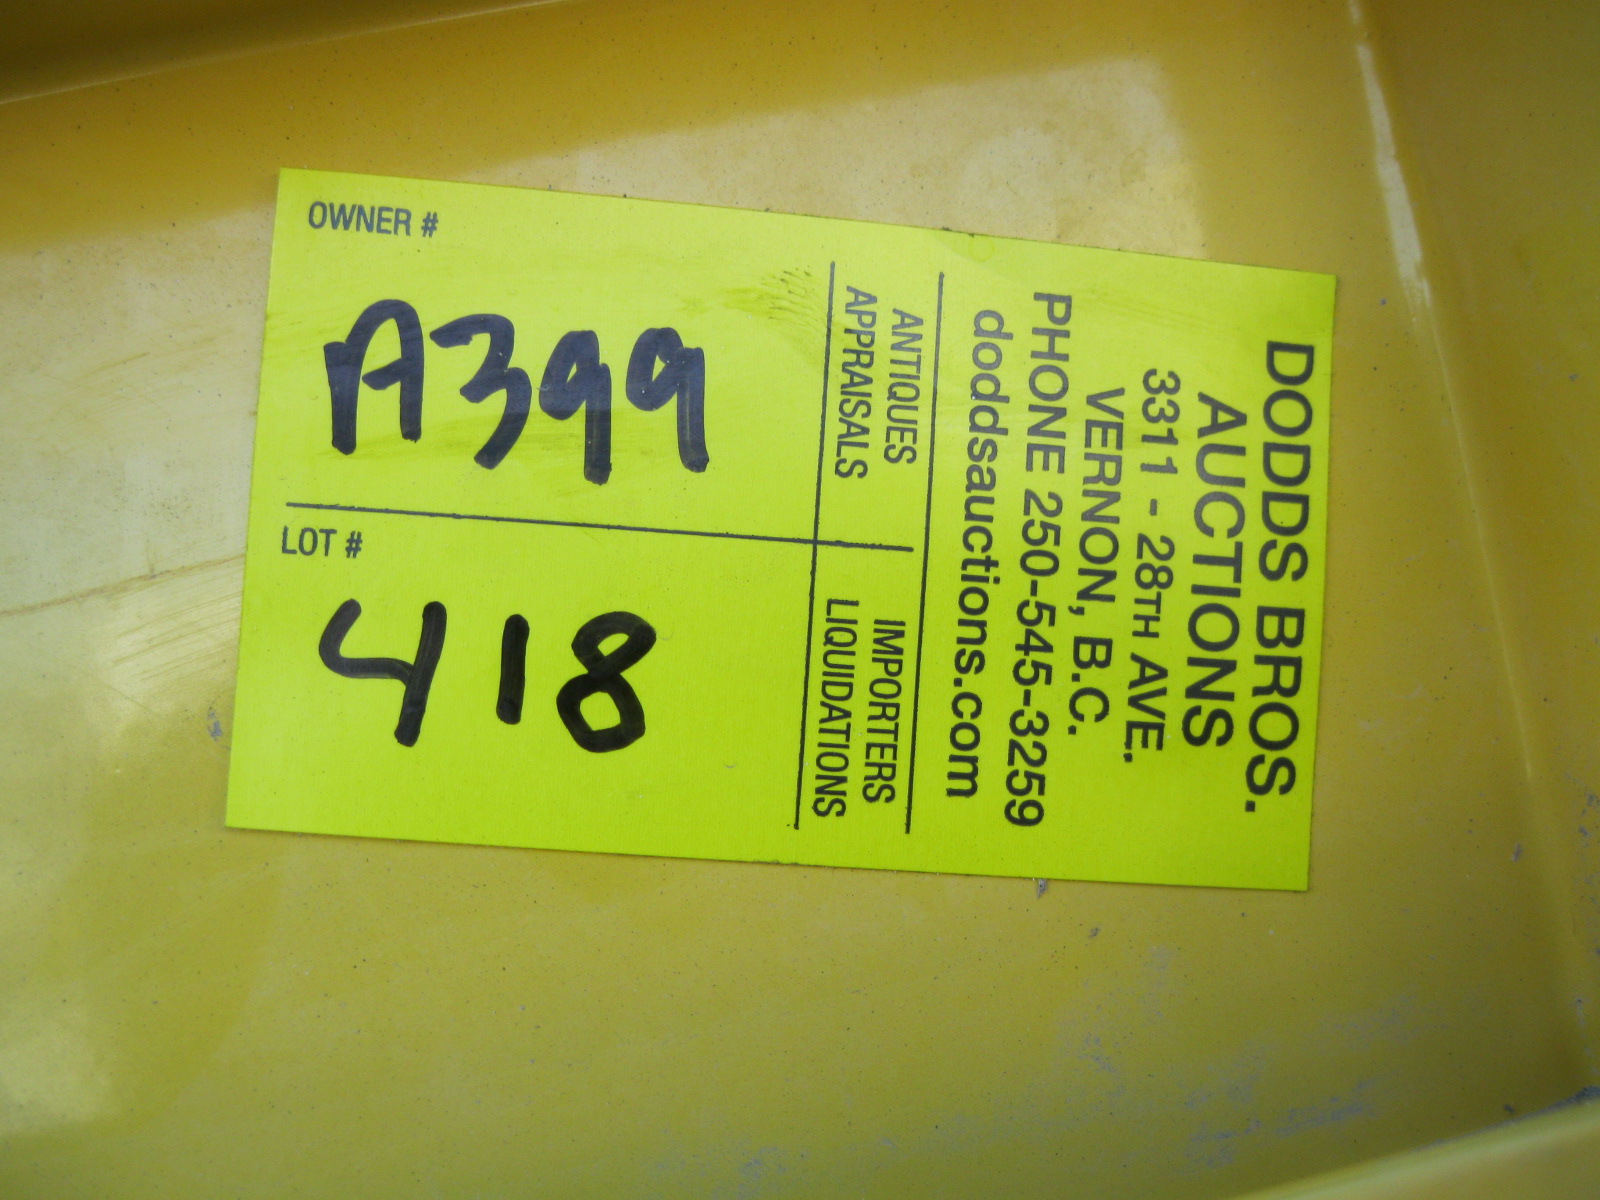 DODDS BROS.
AUCTIONS
3311 - 28TH AVE.
VERNON, B.C.
PHONE 250-545-3259
doddsauctions.com
ANTIQUES
APPRAISALS
IMPORTERS
LIQUIDATIONS
OWNER #
A399
LOT #
418